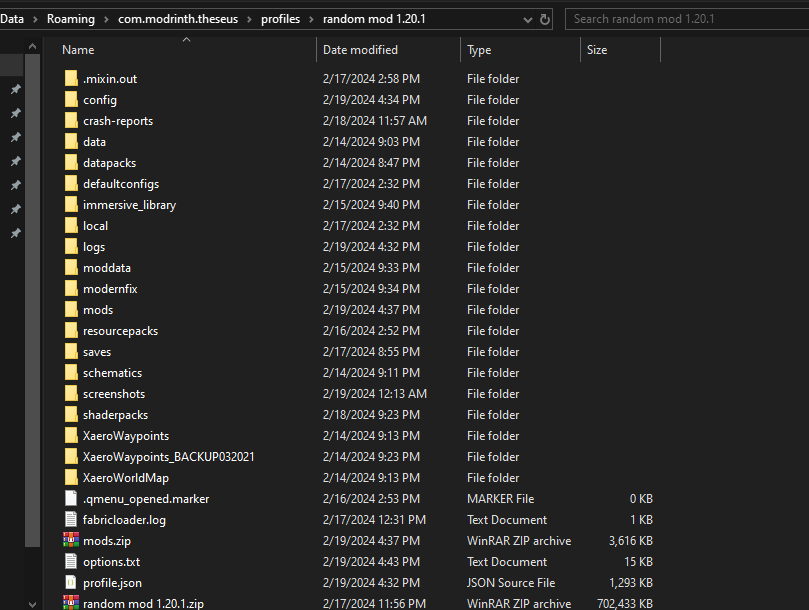 Data > Roaming > com.modrinth.theseus > profiles > random mod 1.20.1 Search random mod 1.20.1
Name Date modified Type Size
.mixin.out 2/17/2024 2:58 PM File folder
config 2/19/2024 4:34 PM File folder
crash-reports 2/18/2024 11:57 AM File folder
data 2/14/2024 9:03 PM File folder
datapacks 2/14/2024 8:47 PM File folder
defaultconfigs 2/17/2024 2:32 PM File folder
immersive_library 2/15/2024 9:40 PM File folder
local 2/17/2024 2:32 PM File folder
logs 2/19/2024 4:32 PM File folder
moddata 2/15/2024 9:33 PM File folder
modernfix 2/15/2024 9:34 PM File folder
mods 2/19/2024 4:37 PM File folder
resourcepacks 2/16/2024 2:52 PM File folder
saves 2/17/2024 8:55 PM File folder
schematics 2/14/2024 9:11 PM File folder
screenshots 2/19/2024 12:13 AM File folder
shaderpacks 2/18/2024 9:23 PM File folder
XaeroWaypoints 2/14/2024 9:13 PM File folder
XaeroWaypoints_BACKUP032021 2/14/2024 9:23 PM File folder
XaeroWorldMap 2/14/2024 9:13 PM File folder
.qmenu_opened.marker 2/16/2024 2:53 PM MARKER File 0 KB
fabricloader.log 2/17/2024 12:31 PM Text Document 1 KB
mods.zip 2/19/2024 4:37 PM WinRAR ZIP archive 3,616 KB
options.txt 2/19/2024 4:43 PM Text Document 15 KB
profile.json 2/19/2024 4:32 PM JSON Source File 1,293 KB
random mod 1.20.1.zip 2/17/2024 11:56 PM WinRAR ZIP archive 702,433 KB